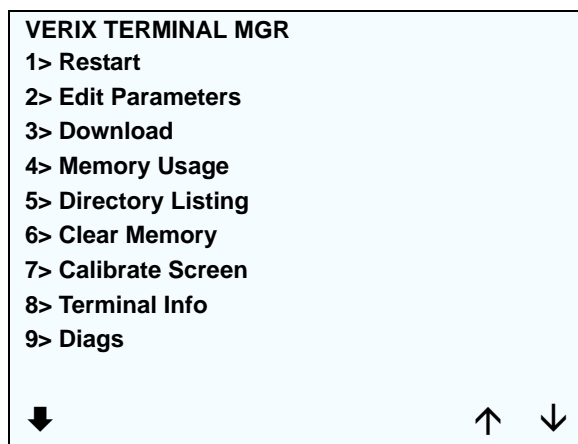 VERIX TERMINAL MGR
1> Restart
2> Edit Parameters
3> Download
4> Memory Usage
5> Directory Listing
6> Clear Memory
7> Calibrate Screen
8> Terminal Info
9> Diags